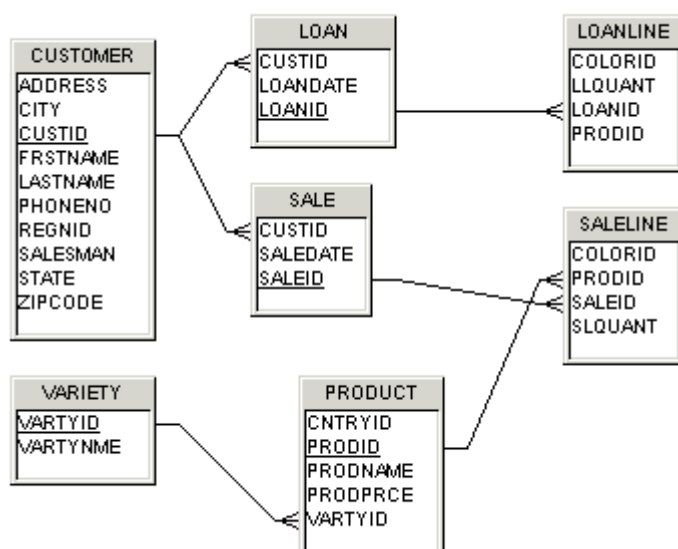 CUSTOMER
ADDRESS
CITY
CUSTID
FRSTNAME
LASTNAME
PHONENO
REGNID
SALESMAN
STATE
ZIPCODE
LOAN
CUSTID
LOANDATE
LOANID
LOANLINE
COLORID
LLQUANT
LOANID
PRODID
SALE
CUSTID
SALEDATE
SALEID
SALELINE
COLORID
PRODID
SALEID
SLQUANT
VARIETY
VARTYID
VARTYNME
PRODUCT
CNTRYID
PRODID
PRODNAME
PRODPRCE
VARTYID